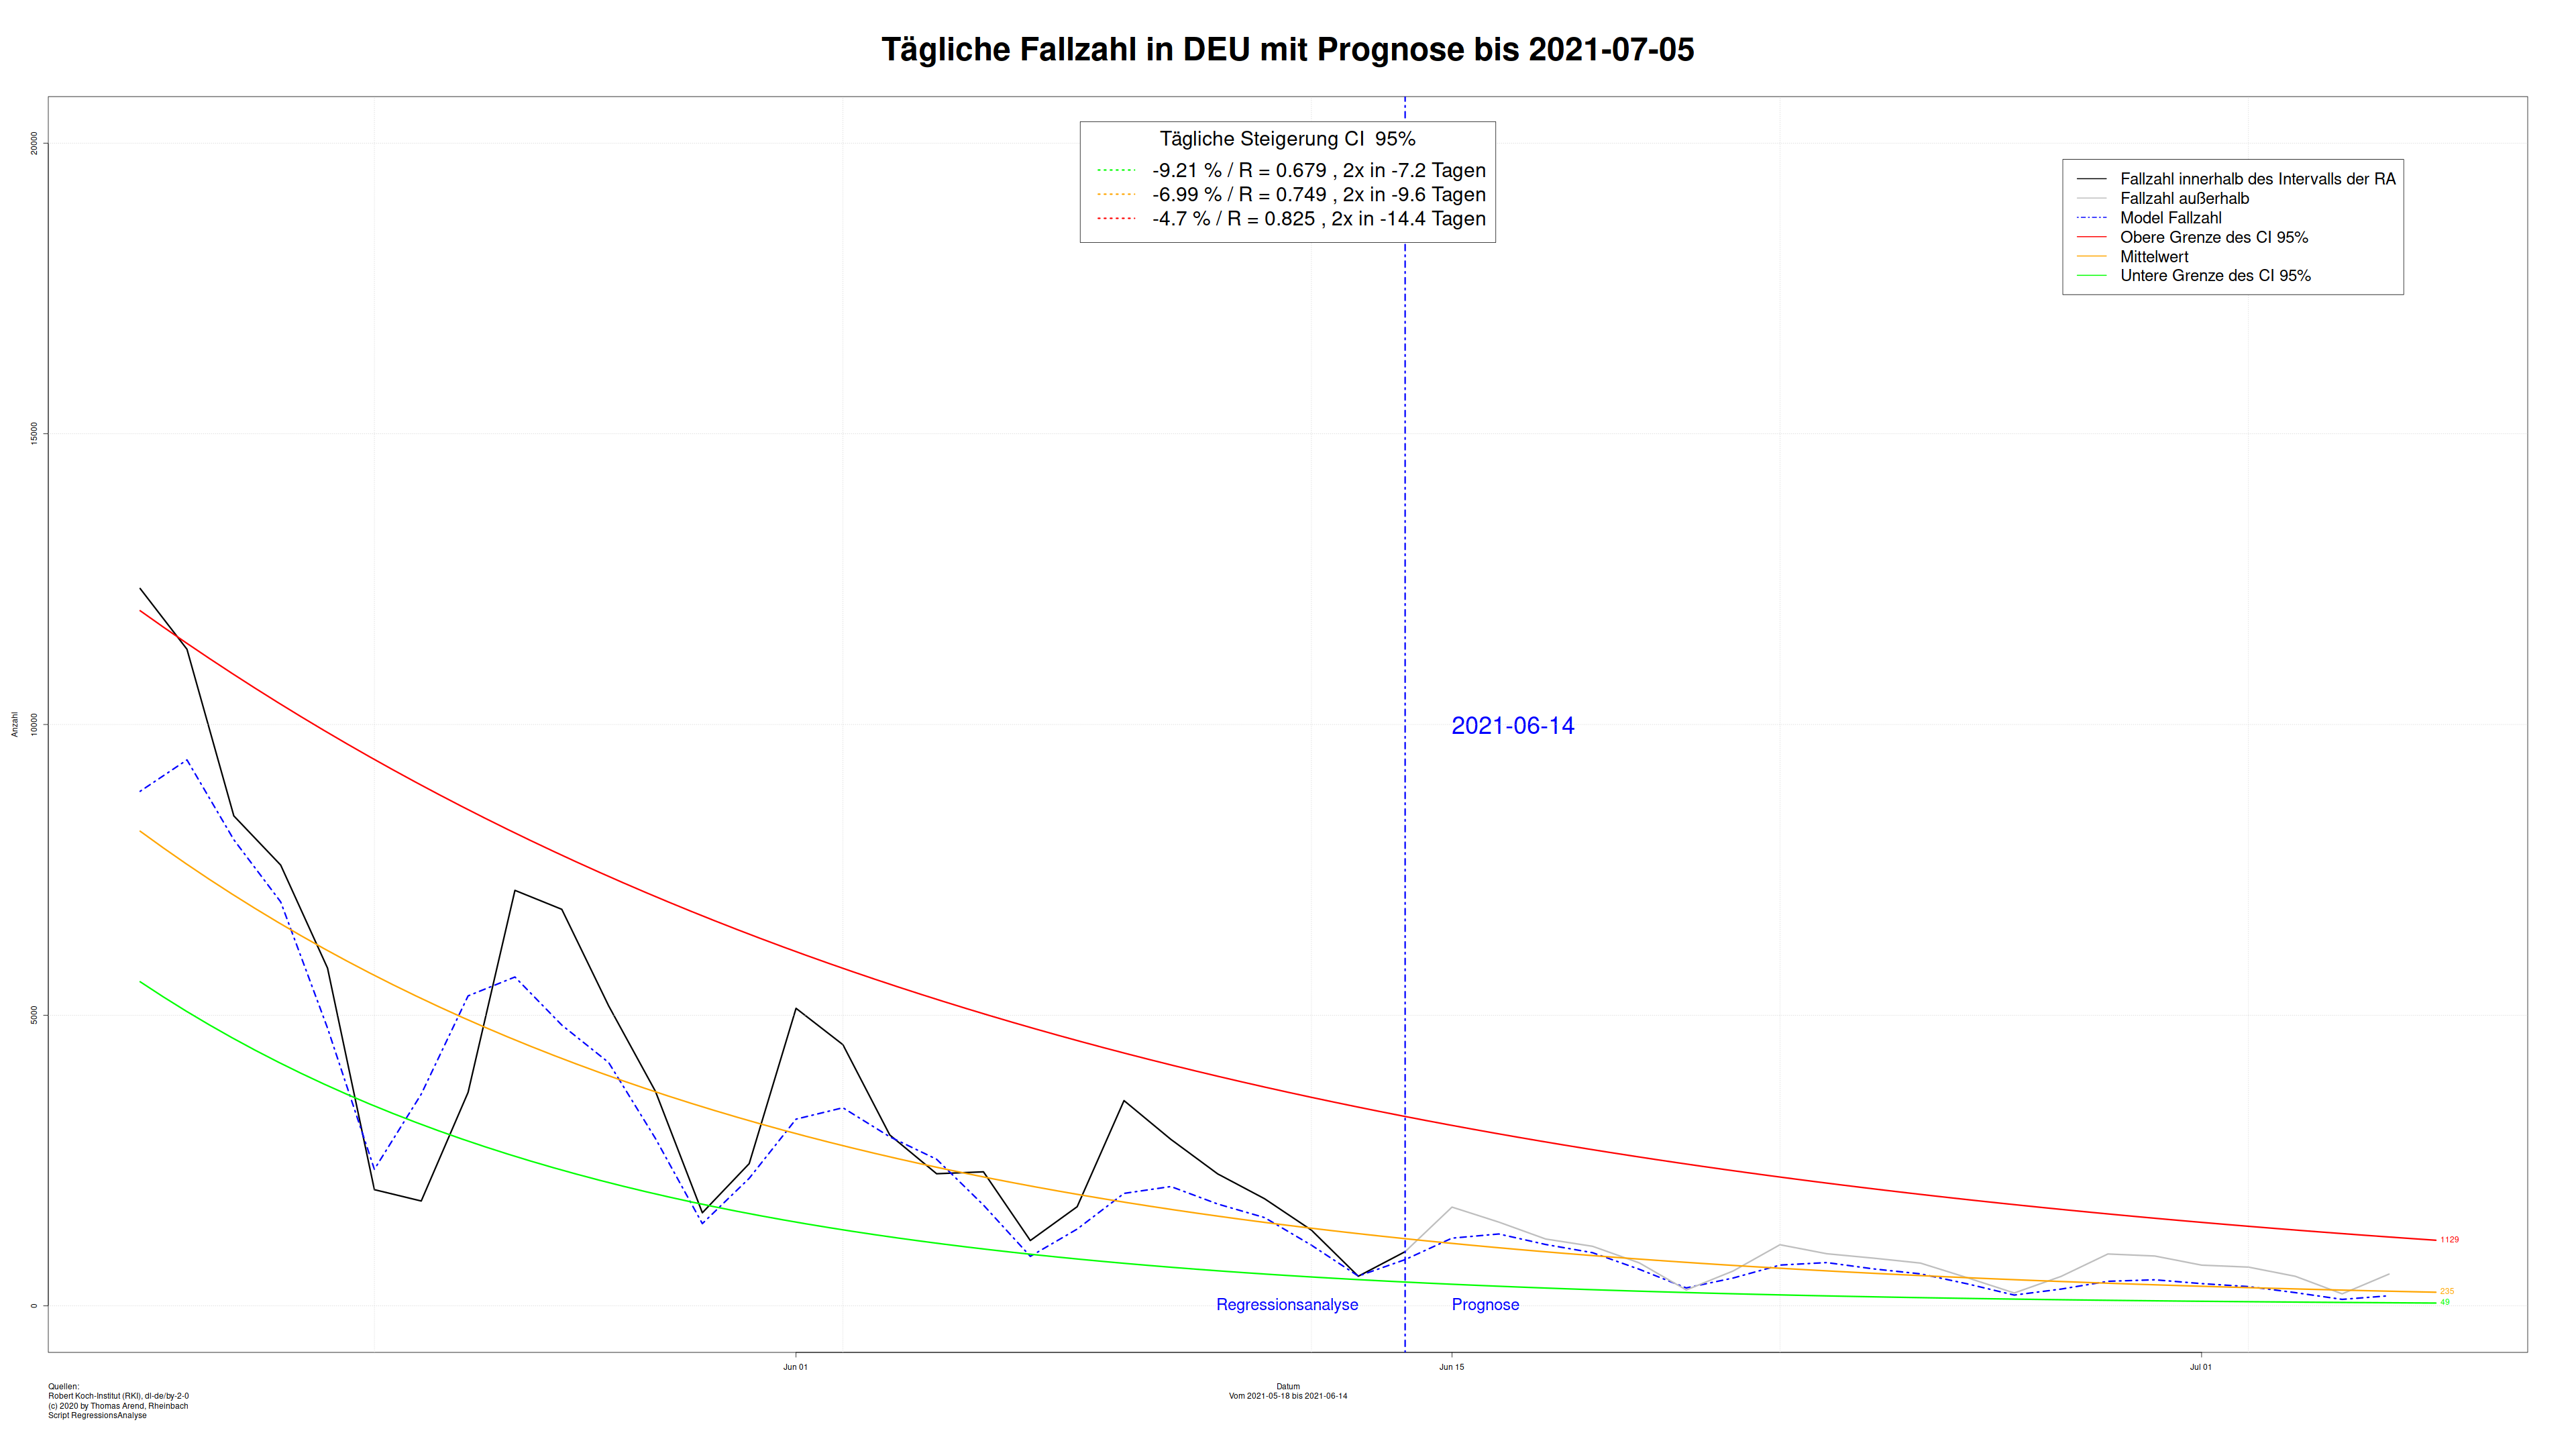 Tägliche Fallzahl in DEU mit Prognose bis 2021-07-05
Tägliche Steigerung CI  95%
-9.21 % / R = 0.679 , 2x in -7.2 Tagen
-6.99 % / R = 0.749 , 2x in -9.6 Tagen
-4.7 % / R = 0.825 , 2x in -14.4 Tagen
Fallzahl innerhalb des Intervalls der RA
Fallzahl außerhalb
Model Fallzahl
Obere Grenze des CI 95%
Mittelwert
Untere Grenze des CI 95%
20000
15000
10000
5000
0
Anzahl
2021-06-14
1129
235
49
Regressionsanalyse
Prognose
Jun 01
Jun 15
Jul 01
Datum
Vom 2021-05-18 bis 2021-06-14
Quellen:
Robert Koch-Institut (RKI), dl-de/by-2-0
(c) 2020 by Thomas Arend, Rheinbach
Script RegressionsAnalyse